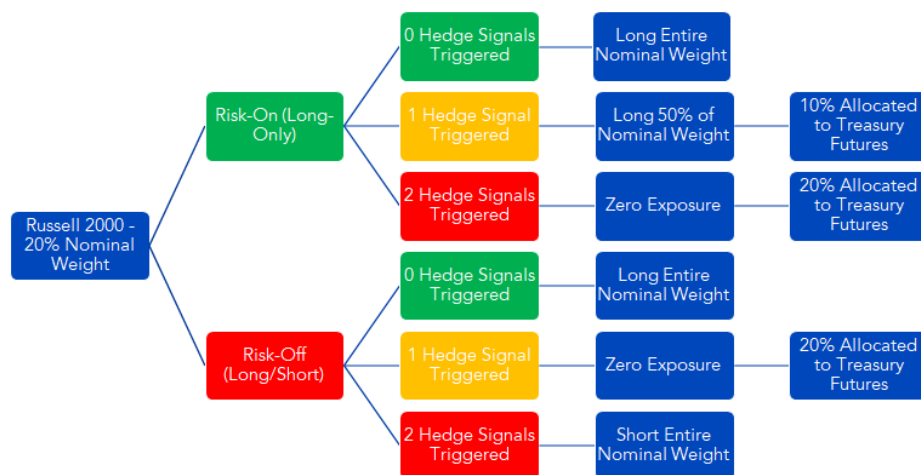 0 Hedge Signals
Triggered
Long Entire
Nominal Weight
Risk-On (Long-
Only)
1 Hedge Signal
Triggered
Long 50% of
Nominal Weight
10% Allocated
to Treasury
Futures
2 Hedge Signals
Triggered
Zero Exposure
20% Allocated
to Treasury
Futures
Russell 2000 -
20% Nominal
Weight
0 Hedge Signals
Triggered
Long Entire
Nominal Weight
Risk-Off
(Long/Short)
1 Hedge Signal
Triggered
Zero Exposure
20% Allocated
to Treasury
Futures
2 Hedge Signals
Triggered
Short Entire
Nominal Weight